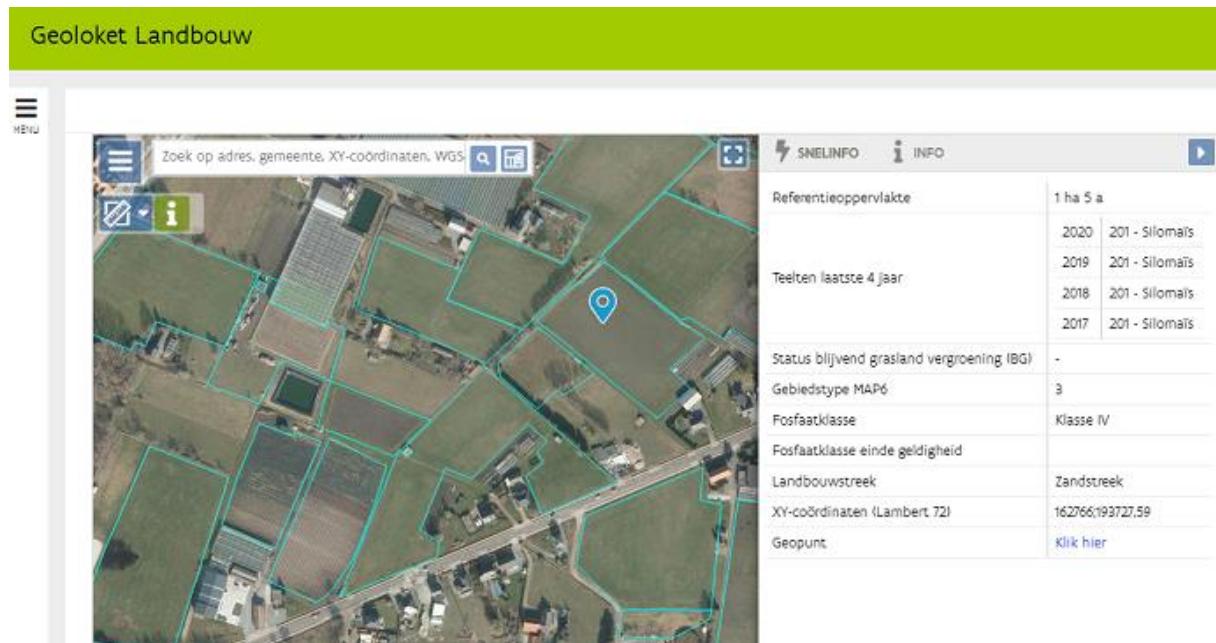 Geoloket Landbouw
MENU
Zoek op adres, gemeente, XY-coördinaten, WGS
SNELINFO
INFO
Referentieoppervlakte 1 ha 5 a
Teelten laatste 4 jaar
2020 201 - Silomaïs
2019 201 - Silomaïs
2018 201 - Silomaïs
2017 201 - Silomaïs
Status blijvend grasland vergroening (BG) -
Gebiedstype MAP6 3
Fosfaatklasse Klasse IV
Fosfaatklasse einde geldigheid
Landbouwstreek Zandstreek
XY-coördinaten (Lambert 72) 162766;193727,59
Geopunt Klik hier